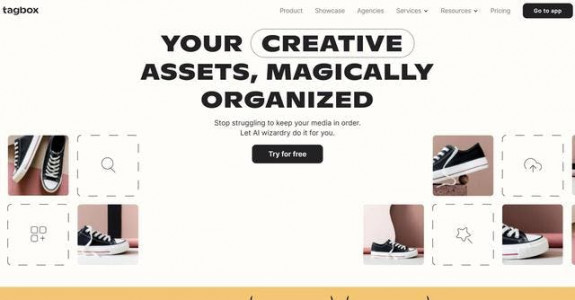 tagbox
Product Showcase Agencies Services Resources Pricing Go to app
YOUR CREATIVE
ASSETS, MAGICALLY
ORGANIZED
Stop struggling to keep your media in order.
Let AI wizardry do it for you.
Try for free